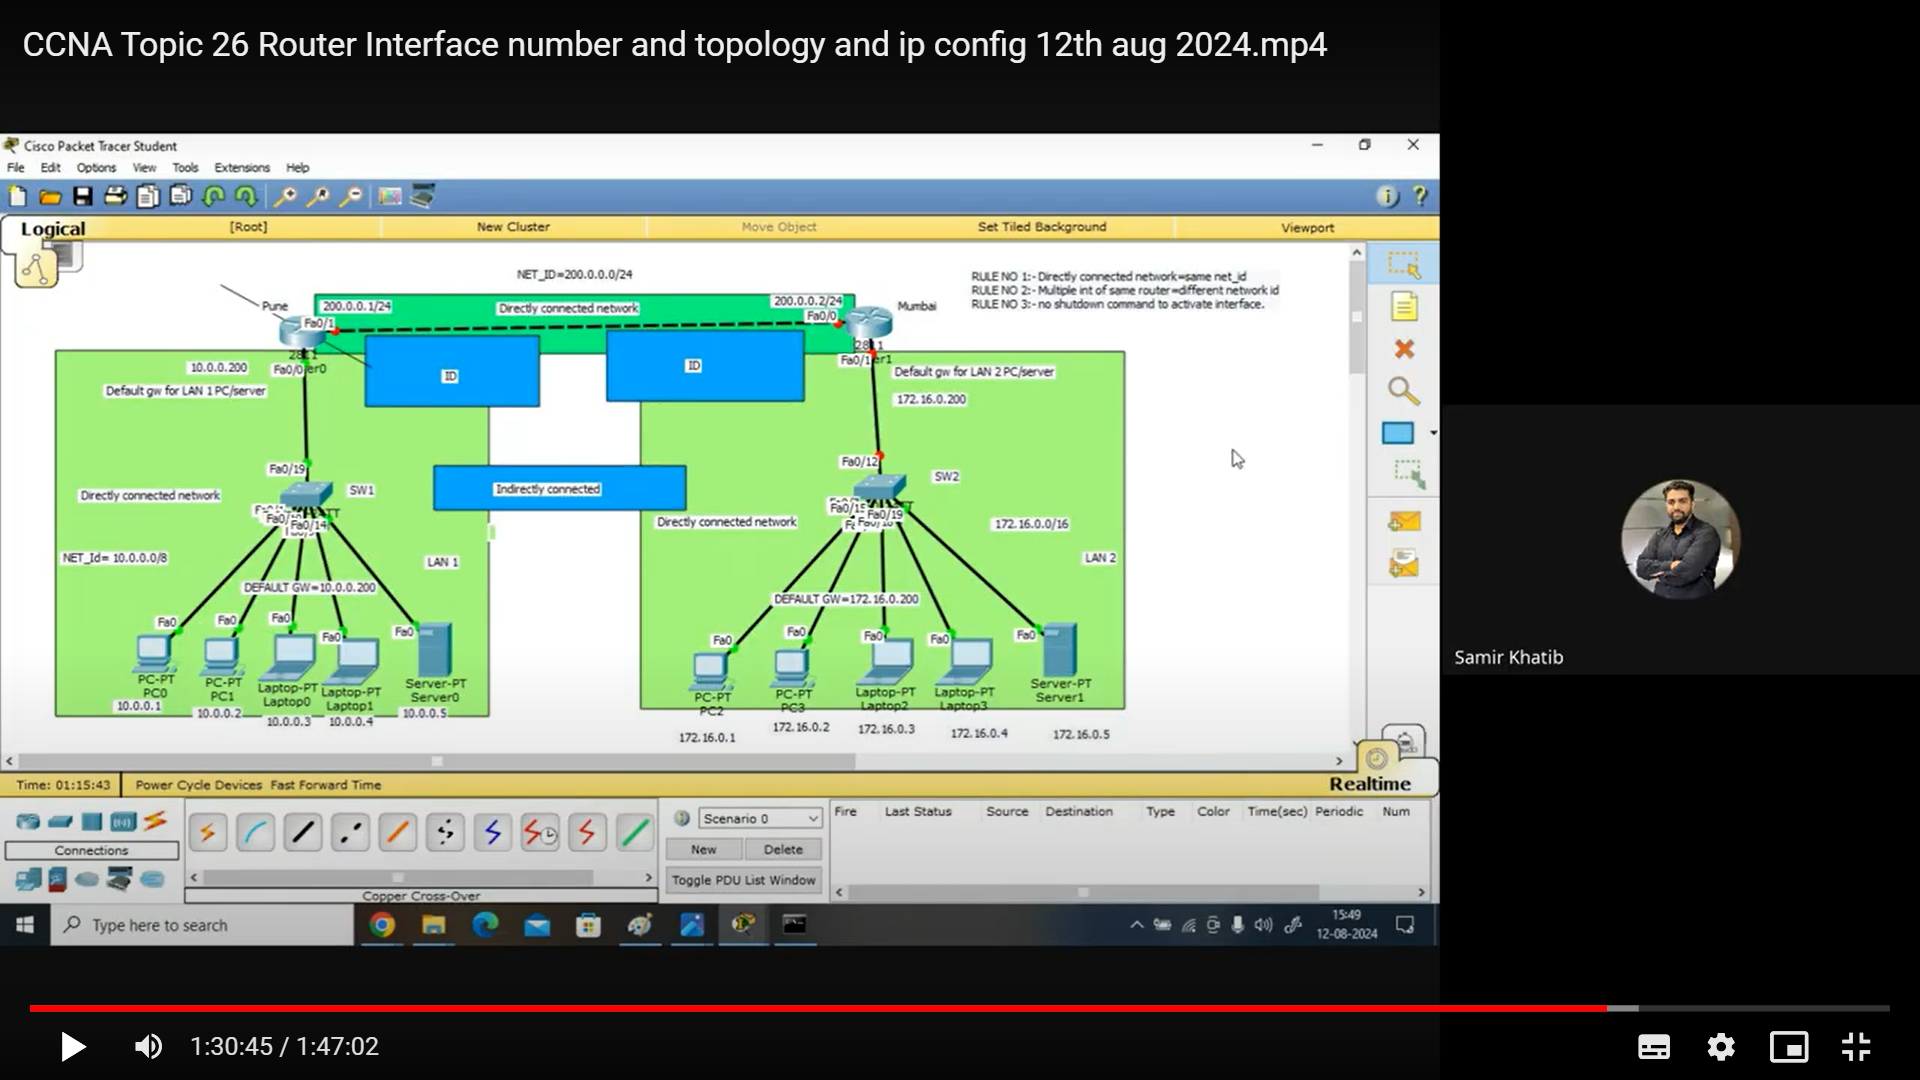 CCNA Topic 26 Router Interface number and topology and ip config 12th aug 2024.mp4
Cisco Packet Tracer Student
File Edit Options View Tools Extensions Help
Logical [Root] New Cluster Move Object Set Tiled Background Viewport
NET_ID=200.0.0.0/24
RULE NO 1:- Directly connected network=same net_id
RULE NO 2:- Multiple int of same router=different network id
RULE NO 3:- no shutdown command to activate interface.
Pune 200.0.0.1/24 Directly connected network 200.0.0.2/24 Mumbai
Fa0/1 Fa0/0
2811
Fa0/0 er0
2811
Fa0/1 er1
10.0.0.200
Default gw for LAN 1 PC/server
ID
ID
Default gw for LAN 2 PC/server
172.16.0.200
Fa0/19
SW1
Fa0/12
SW2
Directly connected network
Indirectly connected
Directly connected network
Fa0/14
Fa0/19
172.16.0.0/16
NET_Id= 10.0.0.0/8
LAN 1
LAN 2
DEFAULT GW=10.0.0.200
DEFAULT GW=172.16.0.200
Fa0 Fa0 Fa0 Fa0 Fa0
Fa0 Fa0 Fa0 Fa0 Fa0
PC-PT
PC0
10.0.0.1
PC-PT
PC1
10.0.0.2
Laptop-PT
Laptop0
10.0.0.3
Laptop-PT
Laptop1
10.0.0.4
Server-PT
Server0
10.0.0.5
PC-PT
PC2
172.16.0.1
PC-PT
PC3
172.16.0.2
Laptop-PT
Laptop2
172.16.0.3
Laptop-PT
Laptop3
172.16.0.4
Server-PT
Server1
172.16.0.5
Samir Khatib
Time: 01:15:43 Power Cycle Devices Fast Forward Time
Realtime
Connections
Copper Cross-Over
Scenario 0
New Delete
Toggle PDU List Window
Fire Last Status Source Destination Type Color Time(sec) Periodic Num
Type here to search
15:49
12-08-2024
1:30:45 / 1:47:02